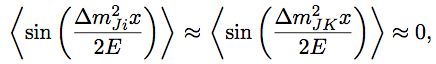 ⟨sin(Δm²_{Ji}x / 2E)⟩ ≈ ⟨sin(Δm²_{JK}x / 2E)⟩ ≈ 0,